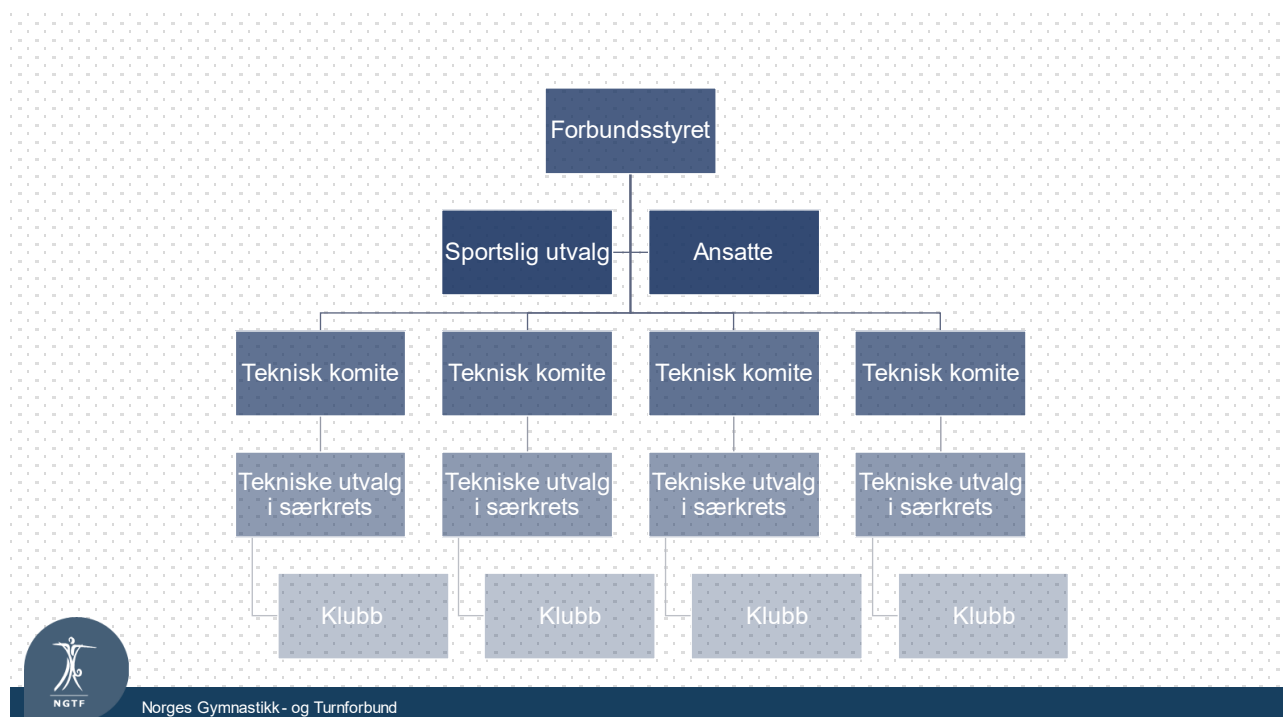 Forbundsstyret
Sportslig utvalg
Ansatte
Teknisk komite
Teknisk komite
Teknisk komite
Teknisk komite
Tekniske utvalg
i særkrets
Tekniske utvalg
i særkrets
Tekniske utvalg
i særkrets
Tekniske utvalg
i særkrets
Klubb
Klubb
Klubb
Klubb
NGTF
Norges Gymnastikk- og Turnforbund